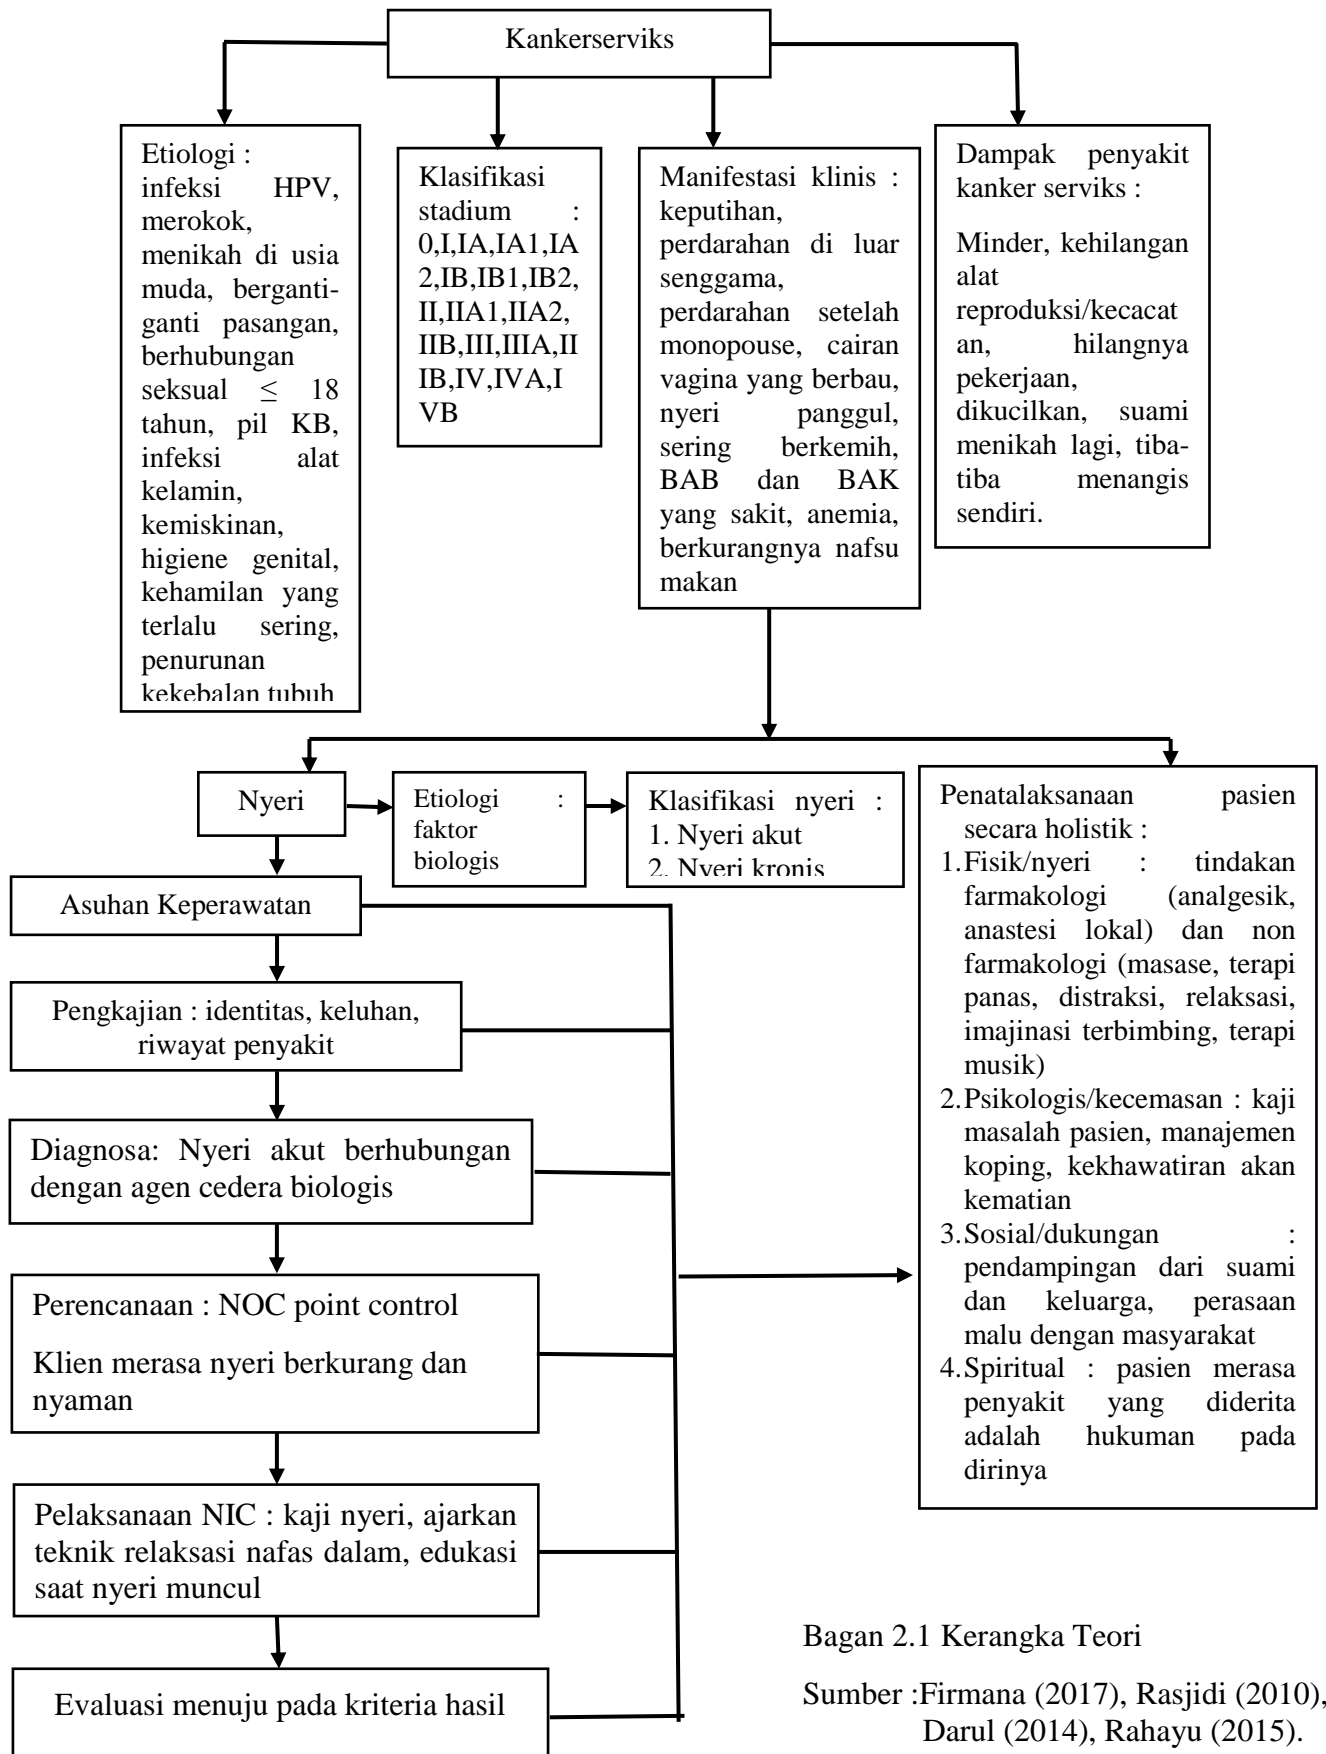 Kankerserviks
Etiologi :
infeksi HPV,
merokok,
menikah di usia
muda, berganti-
ganti pasangan,
berhubungan
seksual ≤ 18
tahun, pil KB,
infeksi alat
kelamin,
kemiskinan,
higiene genital,
kehamilan yang
terlalu sering,
penurunan
kekebalan tubuh
Klasifikasi
stadium :
0,I,IA,IA1,IA
2,IB,IB1,IB2,
II,IIA1,IIA2,
IIB,III,IIIA,II
IB,IV,IVA,I
VB
Manifestasi klinis :
keputihan,
perdarahan di luar
senggama,
perdarahan setelah
monopouse, cairan
vagina yang berbau,
nyeri panggul,
sering berkemih,
BAB dan BAK
yang sakit, anemia,
berkurangnya nafsu
makan
Dampak penyakit
kanker serviks :
Minder, kehilangan
alat
reproduksi/kecacat
an, hilangnya
pekerjaan,
dikucilkan, suami
menikah lagi, tiba-
tiba menangis
sendiri.
Nyeri
Etiologi :
faktor
biologis
Klasifikasi nyeri :
1. Nyeri akut
2. Nyeri kronis
Asuhan Keperawatan
Pengkajian : identitas, keluhan,
riwayat penyakit
Diagnosa: Nyeri akut berhubungan
dengan agen cedera biologis
Perencanaan : NOC point control
Klien merasa nyeri berkurang dan
nyaman
Pelaksanaan NIC : kaji nyeri, ajarkan
teknik relaksasi nafas dalam, edukasi
saat nyeri muncul
Evaluasi menuju pada kriteria hasil
Penatalaksanaan pasien
secara holistik :
1.Fisik/nyeri : tindakan
farmakologi (analgesik,
anastesi lokal) dan non
farmakologi (masase, terapi
panas, distraksi, relaksasi,
imajinasi terbimbing, terapi
musik)
2.Psikologis/kecemasan : kaji
masalah pasien, manajemen
koping, kekhawatiran akan
kematian
3.Sosial/dukungan :
pendampingan dari suami
dan keluarga, perasaan
malu dengan masyarakat
4.Spiritual : pasien merasa
penyakit yang diderita
adalah hukuman pada
dirinya
Bagan 2.1 Kerangka Teori
Sumber :Firmana (2017), Rasjidi (2010),
Darul (2014), Rahayu (2015).